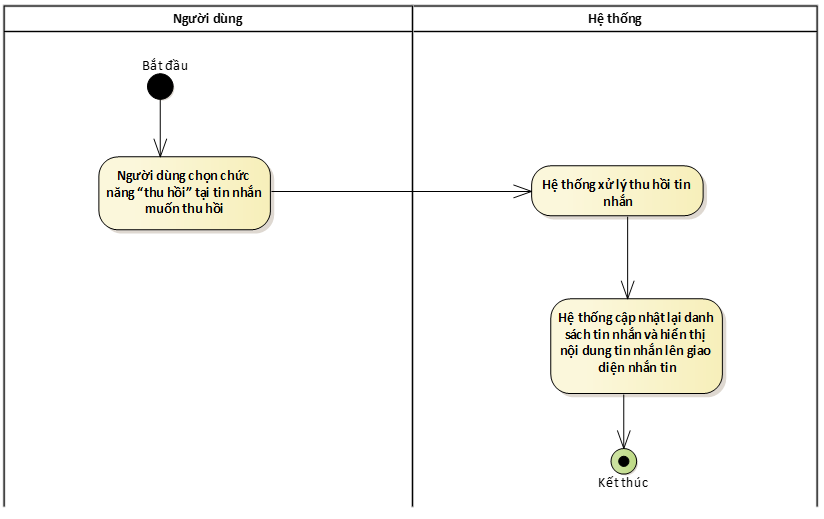 Người dùng
Hệ thống
Bắt đầu
Người dùng chọn chức
năng “thu hồi” tại tin nhắn
muốn thu hồi
Hệ thống xử lý thu hồi tin
nhắn
Hệ thống cập nhật lại danh
sách tin nhắn và hiển thị
nội dung tin nhắn lên giao
diện nhắn tin
Kết thúc